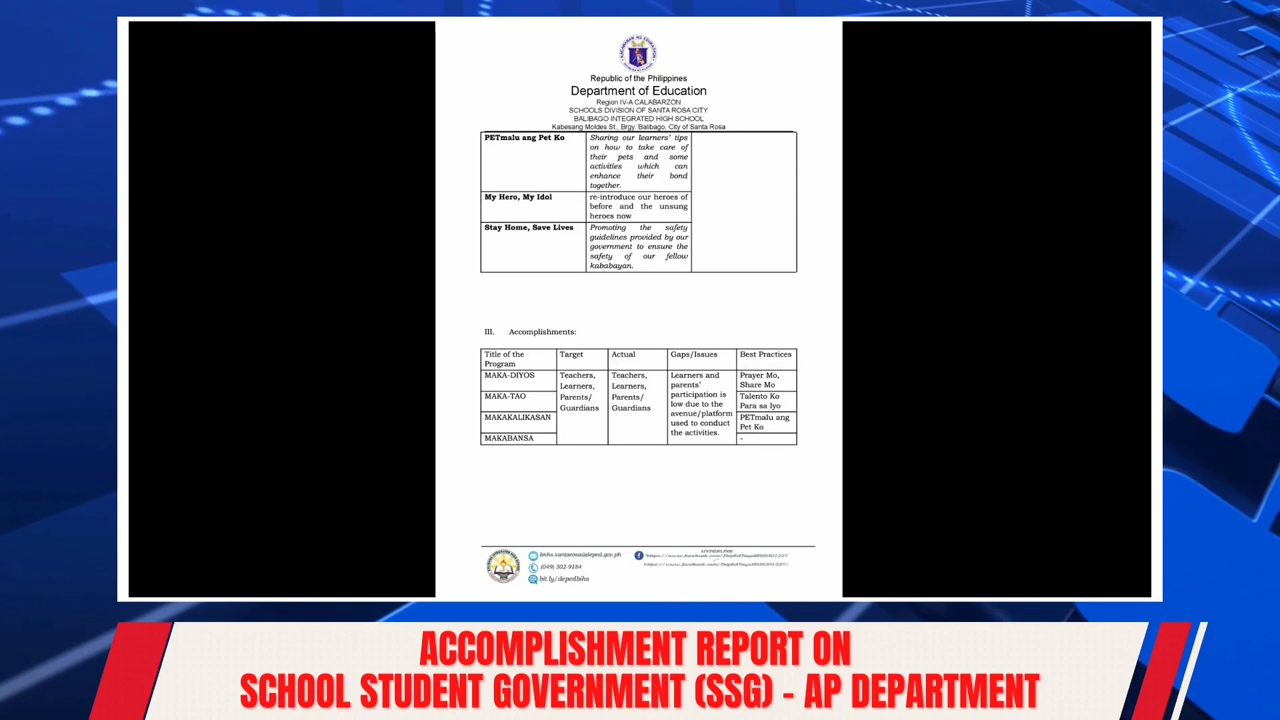 Republic of the Philippines
Department of Education
Region IV-A CALABARZON
SCHOOLS DIVISION OF SANTA ROSA CITY
BALIBAGO INTEGRATED HIGH SCHOOL
Kabesang Moldes St., Brgy. Balibago, City of Santa Rosa
PETmalu ang Pet Ko
Sharing our learners' tips
on how to take care of
their pets and some
activities which can
enhance their bond
together.
My Hero, My Idol
re-introduce our heroes of
before and the unsung
heroes now
Stay Home, Save Lives
Promoting the safety
guidelines provided by our
government to ensure the
safety of our fellow
kababayan.
III. Accomplishments:
Title of the
Program
Target
Actual
Gaps/Issues
Best Practices
MAKA-DIYOS
MAKA-TAO
MAKAKALIKASAN
MAKABANSA
Teachers,
Learners,
Parents/
Guardians
Teachers,
Learners,
Parents/
Guardians
Learners and
parents'
participation is
low due to the
avenue/platform
used to conduct
the activities.
Prayer Mo,
Share Mo
Talento Ko
Para sa Iyo
PETmalu ang
Pet Ko
-
(049) 302-9184
bit.ly/depedbihs
HYPERLINK
ACCOMPLISHMENT REPORT ON
SCHOOL STUDENT GOVERNMENT (SSG) - AP DEPARTMENT